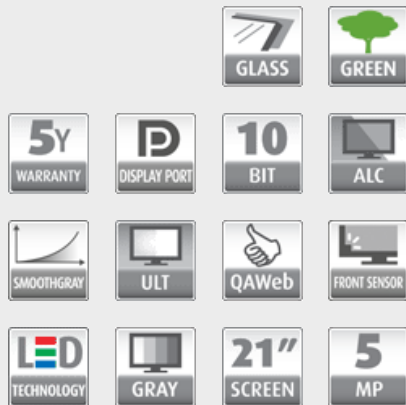 GLASS
GREEN
5Y
WARRANTY
DISPLAY PORT
10
BIT
ALC
SMOOTHGRAY
ULT
QAWeb
FRONT SENSOR
LED
TECHNOLOGY
GRAY
21"
SCREEN
5
MP